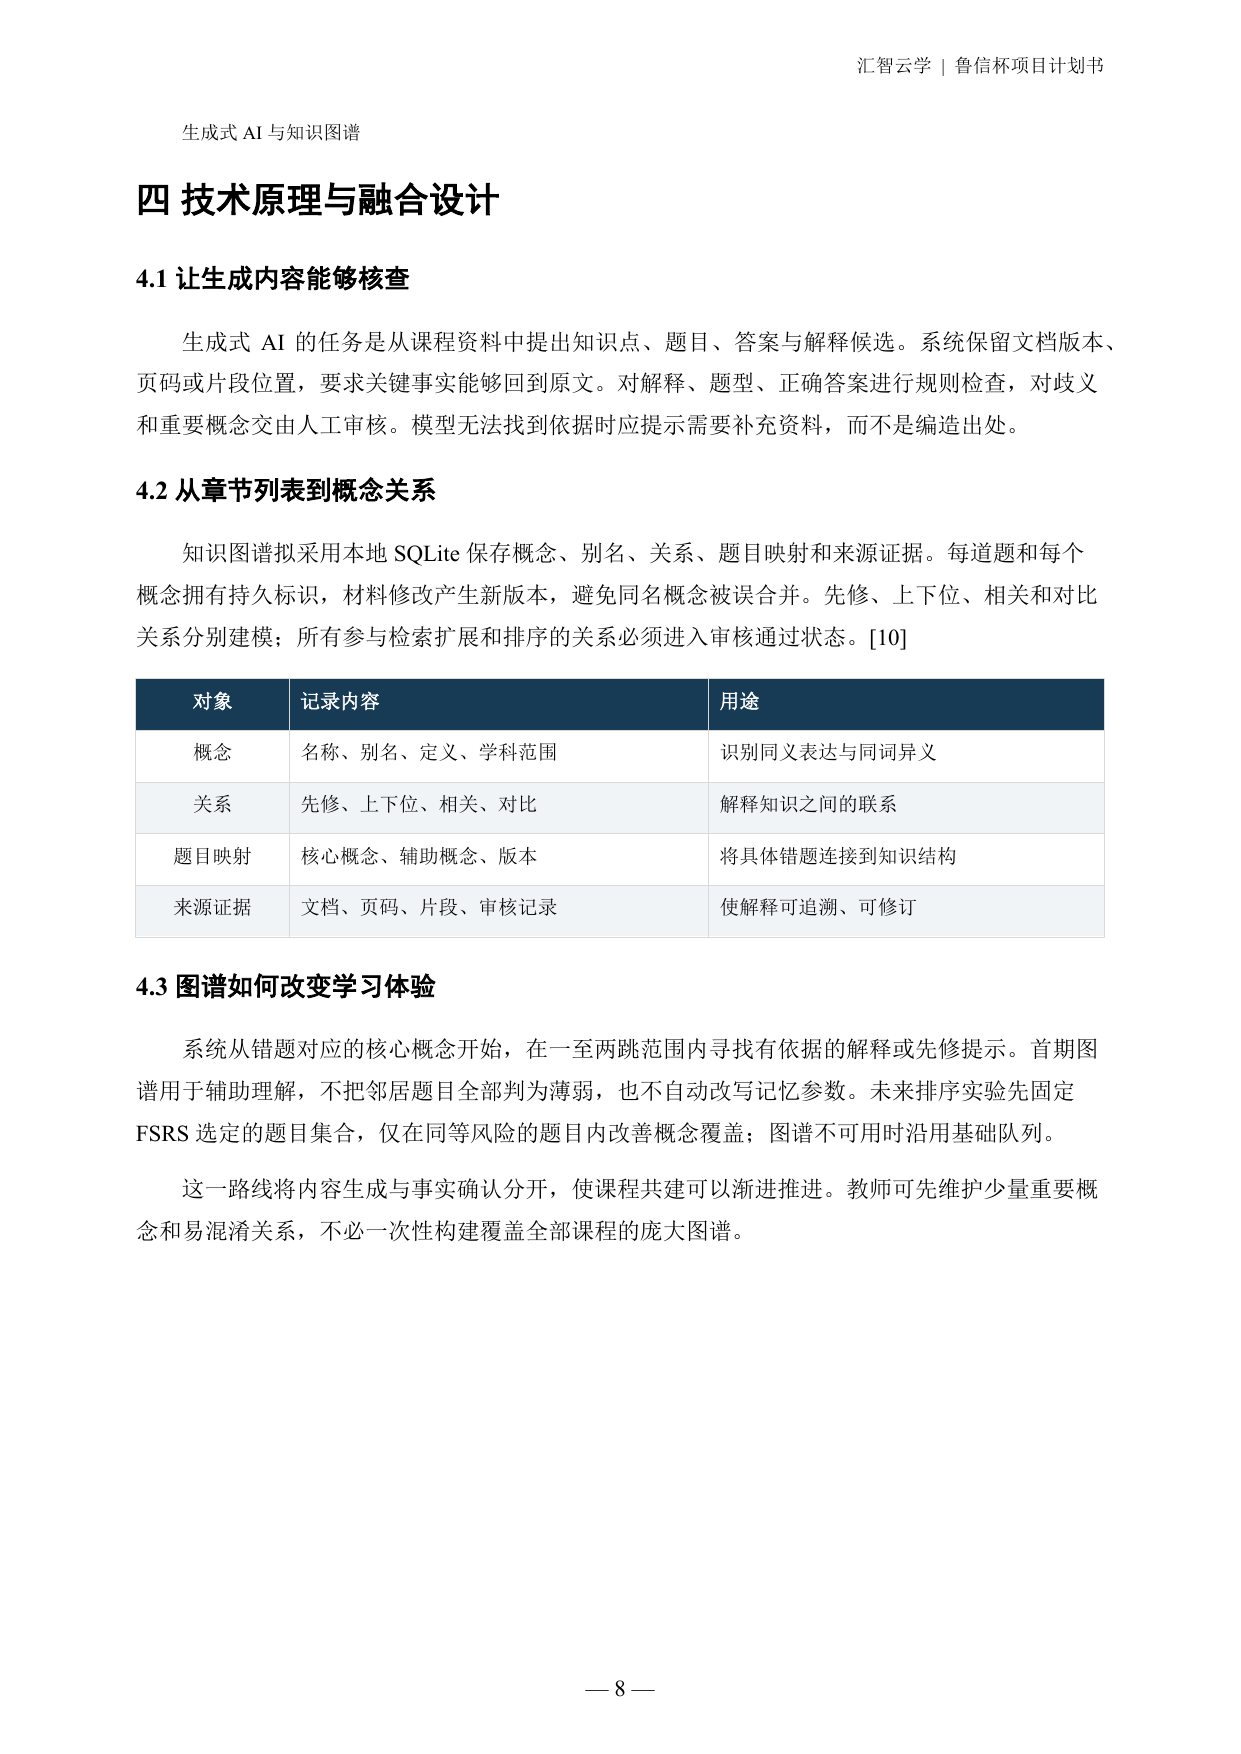 汇智云学 | 鲁信杯项目计划书
生成式 AI 与知识图谱
四 技术原理与融合设计
4.1 让生成内容能够核查
生成式 AI 的任务是从课程资料中提出知识点、题目、答案与解释候选。系统保留文档版本、
页码或片段位置，要求关键事实能够回到原文。对解释、题型、正确答案进行规则检查，对歧义
和重要概念交由人工审核。模型无法找到依据时应提示需要补充资料，而不是编造出处。
4.2 从章节列表到概念关系
知识图谱拟采用本地 SQLite 保存概念、别名、关系、题目映射和来源证据。每道题和每个
概念拥有持久标识，材料修改产生新版本，避免同名概念被误合并。先修、上下位、相关和对比
关系分别建模；所有参与检索扩展和排序的关系必须进入审核通过状态。[10]
对象 记录内容 用途
概念 名称、别名、定义、学科范围 识别同义表达与同词异义
关系 先修、上下位、相关、对比 解释知识之间的联系
题目映射 核心概念、辅助概念、版本 将具体错题连接到知识结构
来源证据 文档、页码、片段、审核记录 使解释可追溯、可修订
4.3 图谱如何改变学习体验
系统从错题对应的核心概念开始，在一至两跳范围内寻找有依据的解释或先修提示。首期图
谱用于辅助理解，不把邻居题目全部判为薄弱，也不自动改写记忆参数。未来排序实验先固定
FSRS 选定的题目集合，仅在同等风险的题目内改善概念覆盖；图谱不可用时沿用基础队列。
这一路线将内容生成与事实确认分开，使课程共建可以渐进推进。教师可先维护少量重要概
念和易混淆关系，不必一次性构建覆盖全部课程的庞大图谱。
— 8 —